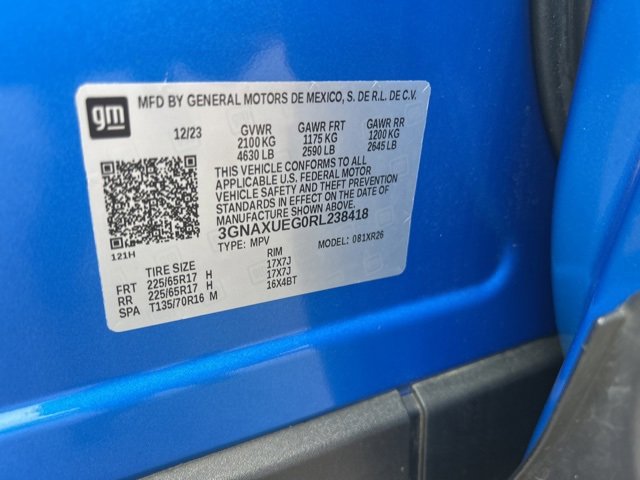 gm
MFD BY GENERAL MOTORS DE MEXICO, S. DE R.L. DE C.V.
12/23 GVWR GAWR FRT GAWR RR
2100 KG 1175 KG 1200 KG
4630 LB 2590 LB 2645 LB
THIS VEHICLE CONFORMS TO ALL
APPLICABLE U.S. FEDERAL MOTOR
VEHICLE SAFETY AND THEFT PREVENTION
STANDARDS IN EFFECT ON THE DATE OF
MANUFACTURE SHOWN ABOVE.
3GNAXUEG0RL238418
TYPE: MPV MODEL: 081XR26
121H
TIRE SIZE RIM
FRT 225/65R17 H 17X7J
RR 225/65R17 H 17X7J
SPA T135/70R16 M 16X4BT